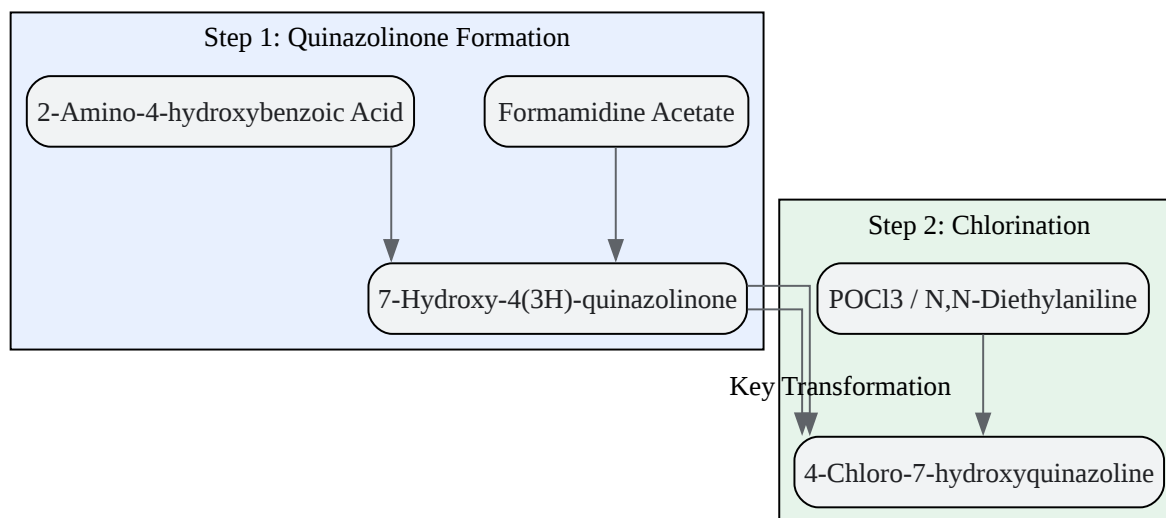 Step 1: Quinazolinone Formation
2-Amino-4-hydroxybenzoic Acid
Formamidine Acetate
7-Hydroxy-4(3H)-quinazolinone
Step 2: Chlorination
POCl3 / N,N-Diethylaniline
Key Transformation
4-Chloro-7-hydroxyquinazoline